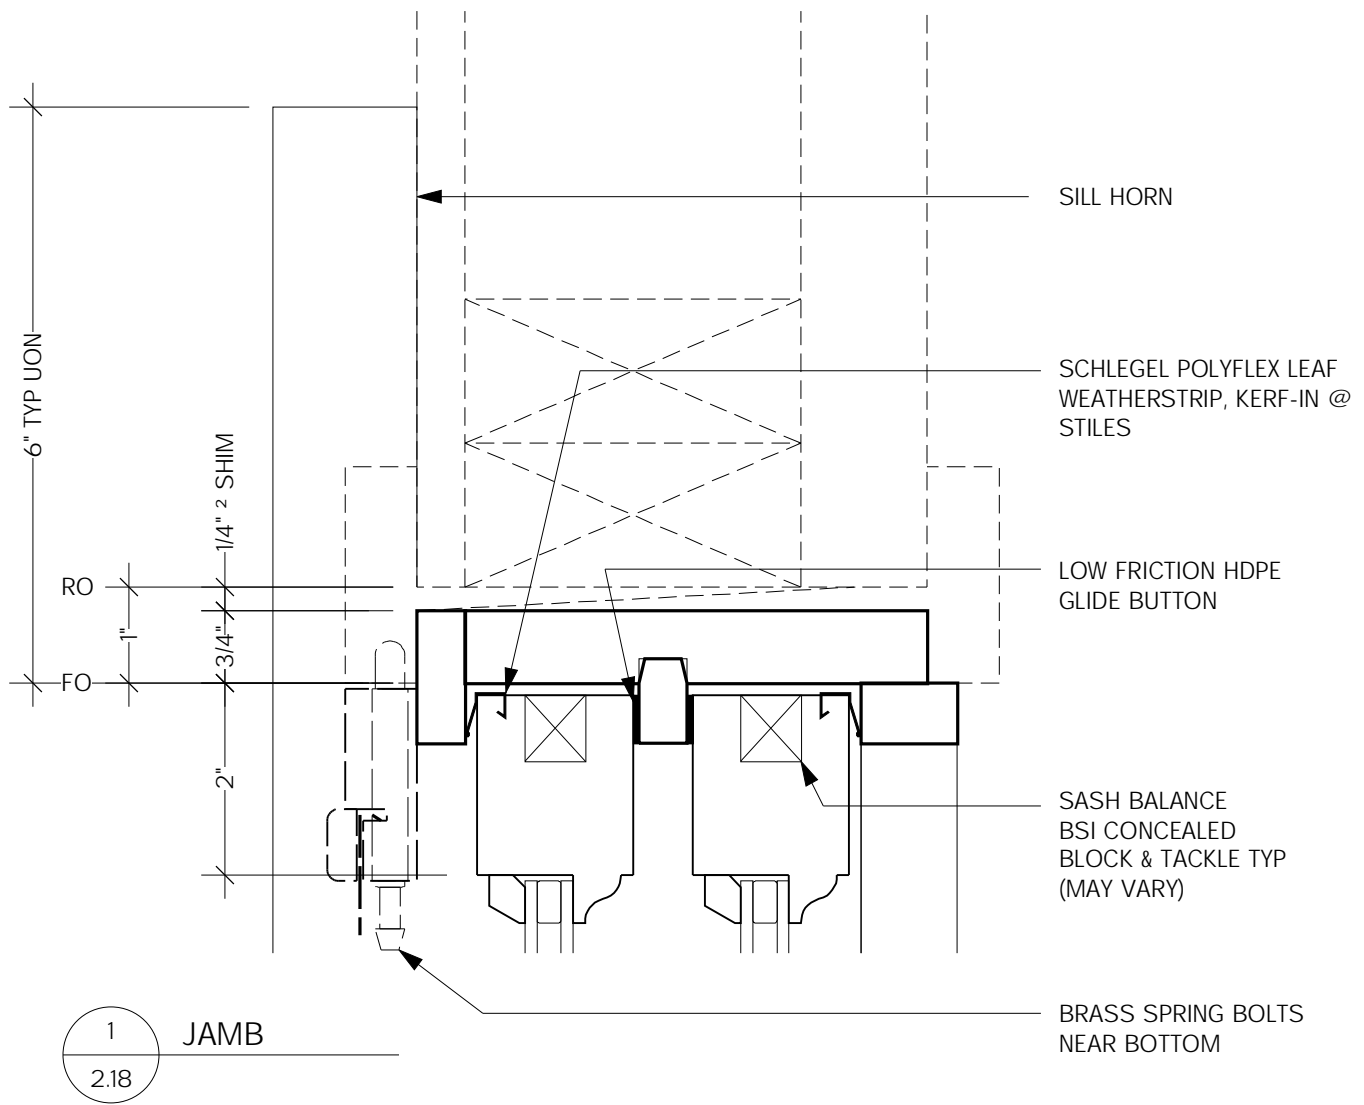 SILL HORN
SCHLEGEL POLYFLEX LEAF
WEATHERSTRIP, KERF-IN @
STILES
LOW FRICTION HDPE
GLIDE BUTTON
SASH BALANCE
BSI CONCEALED
BLOCK & TACKLE TYP
(MAY VARY)
BRASS SPRING BOLTS
NEAR BOTTOM
6" TYP UON
1/4" ² SHIM
RO
1"
3/4"
FO
2"
1
JAMB
2.18